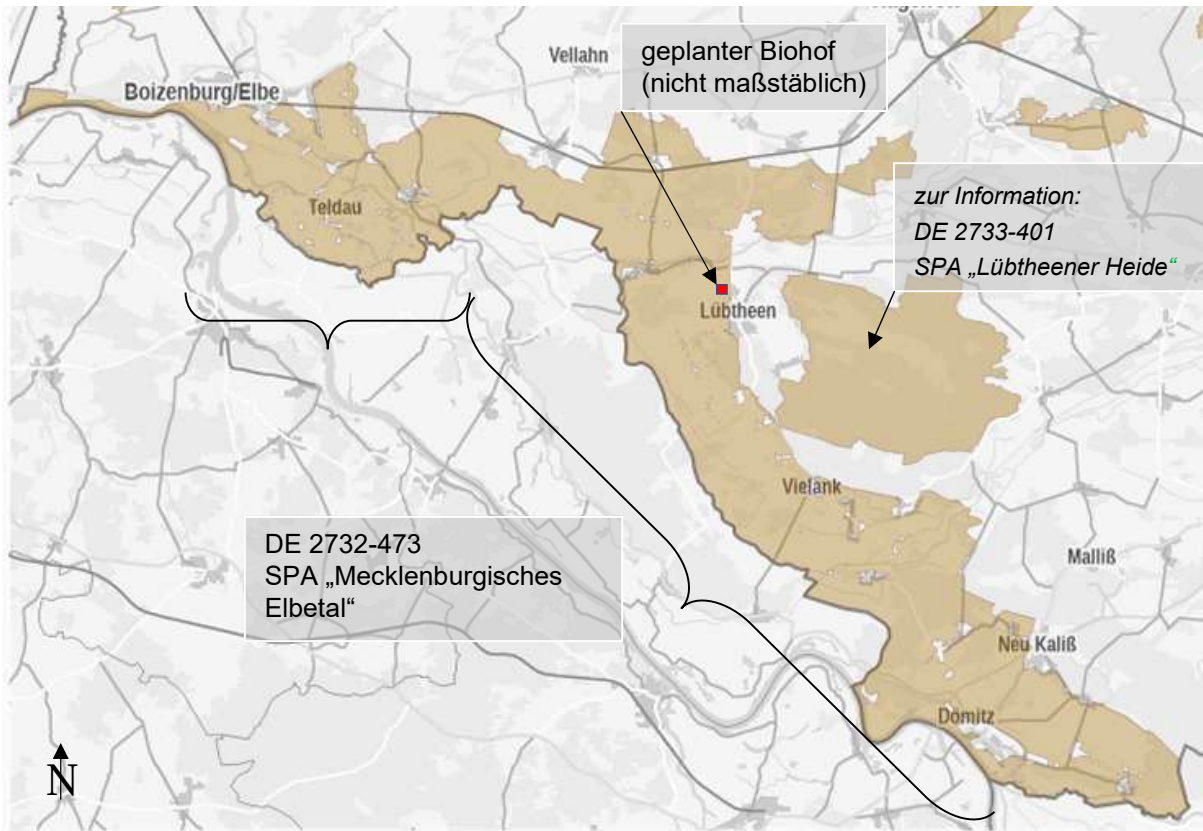 Vellahn
geplanter Biohof
(nicht maßstäblich)
Boizenburg/Elbe
zur Information:
DE 2733-401
SPA „Lübtheener Heide“
Teldau
Lübtheen
Vielank
DE 2732-473
SPA „Mecklenburgisches
Elbetal“
Malliß
Neu Kaliß
Dömitz
N